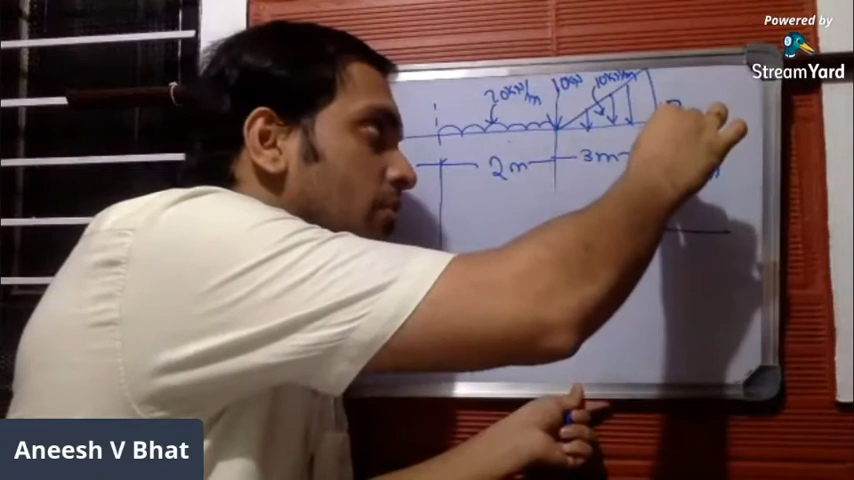 Powered by
StreamYard
20kN/m 10kN 10kN/m
2m 3m
Aneesh V Bhat